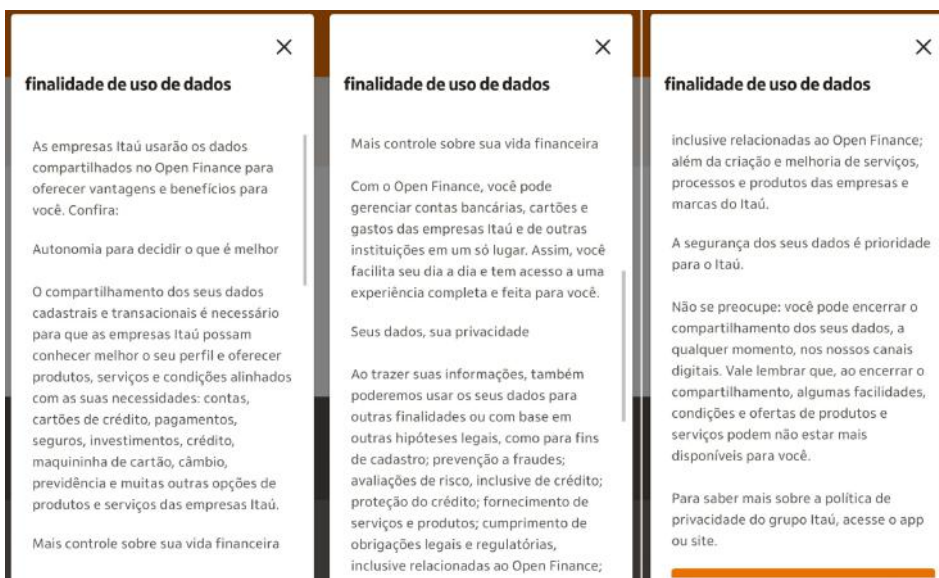 finalidade de uso de dados
As empresas Itaú usarão os dados
compartilhados no Open Finance para
oferecer vantagens e benefícios para
você. Confira:
Autonomia para decidir o que é melhor
O compartilhamento dos seus dados
cadastrais e transacionais é necessário
para que as empresas Itaú possam
conhecer melhor o seu perfil e oferecer
produtos, serviços e condições alinhados
com as suas necessidades: contas,
cartões de crédito, pagamentos,
seguros, investimentos, crédito,
maquininha de cartão, câmbio,
previdência e muitas outras opções de
produtos e serviços das empresas Itaú.
Mais controle sobre sua vida financeira
finalidade de uso de dados
Mais controle sobre sua vida financeira
Com o Open Finance, você pode
gerenciar contas bancárias, cartões e
gastos das empresas Itaú e de outras
instituições em um só lugar. Assim, você
facilita seu dia a dia e tem acesso a uma
experiência completa e feita para você.
Seus dados, sua privacidade
Ao trazer suas informações, também
poderemos usar os seus dados para
outras finalidades ou com base em
outras hipóteses legais, como para fins
de cadastro; prevenção a fraudes;
avaliações de risco, inclusive de crédito;
proteção do crédito; fornecimento de
serviços e produtos; cumprimento de
obrigações legais e regulatórias,
inclusive relacionadas ao Open Finance;
finalidade de uso de dados
inclusive relacionadas ao Open Finance;
além da criação e melhoria de serviços,
processos e produtos das empresas e
marcas do Itaú.
A segurança dos seus dados é prioridade
para o Itaú.
Não se preocupe: você pode encerrar o
compartilhamento dos seus dados, a
qualquer momento, nos nossos canais
digitais. Vale lembrar que, ao encerrar o
compartilhamento, algumas facilidades,
condições e ofertas de produtos e
serviços podem não estar mais
disponíveis para você.
Para saber mais sobre a política de
privacidade do grupo Itaú, acesse o app
ou site.